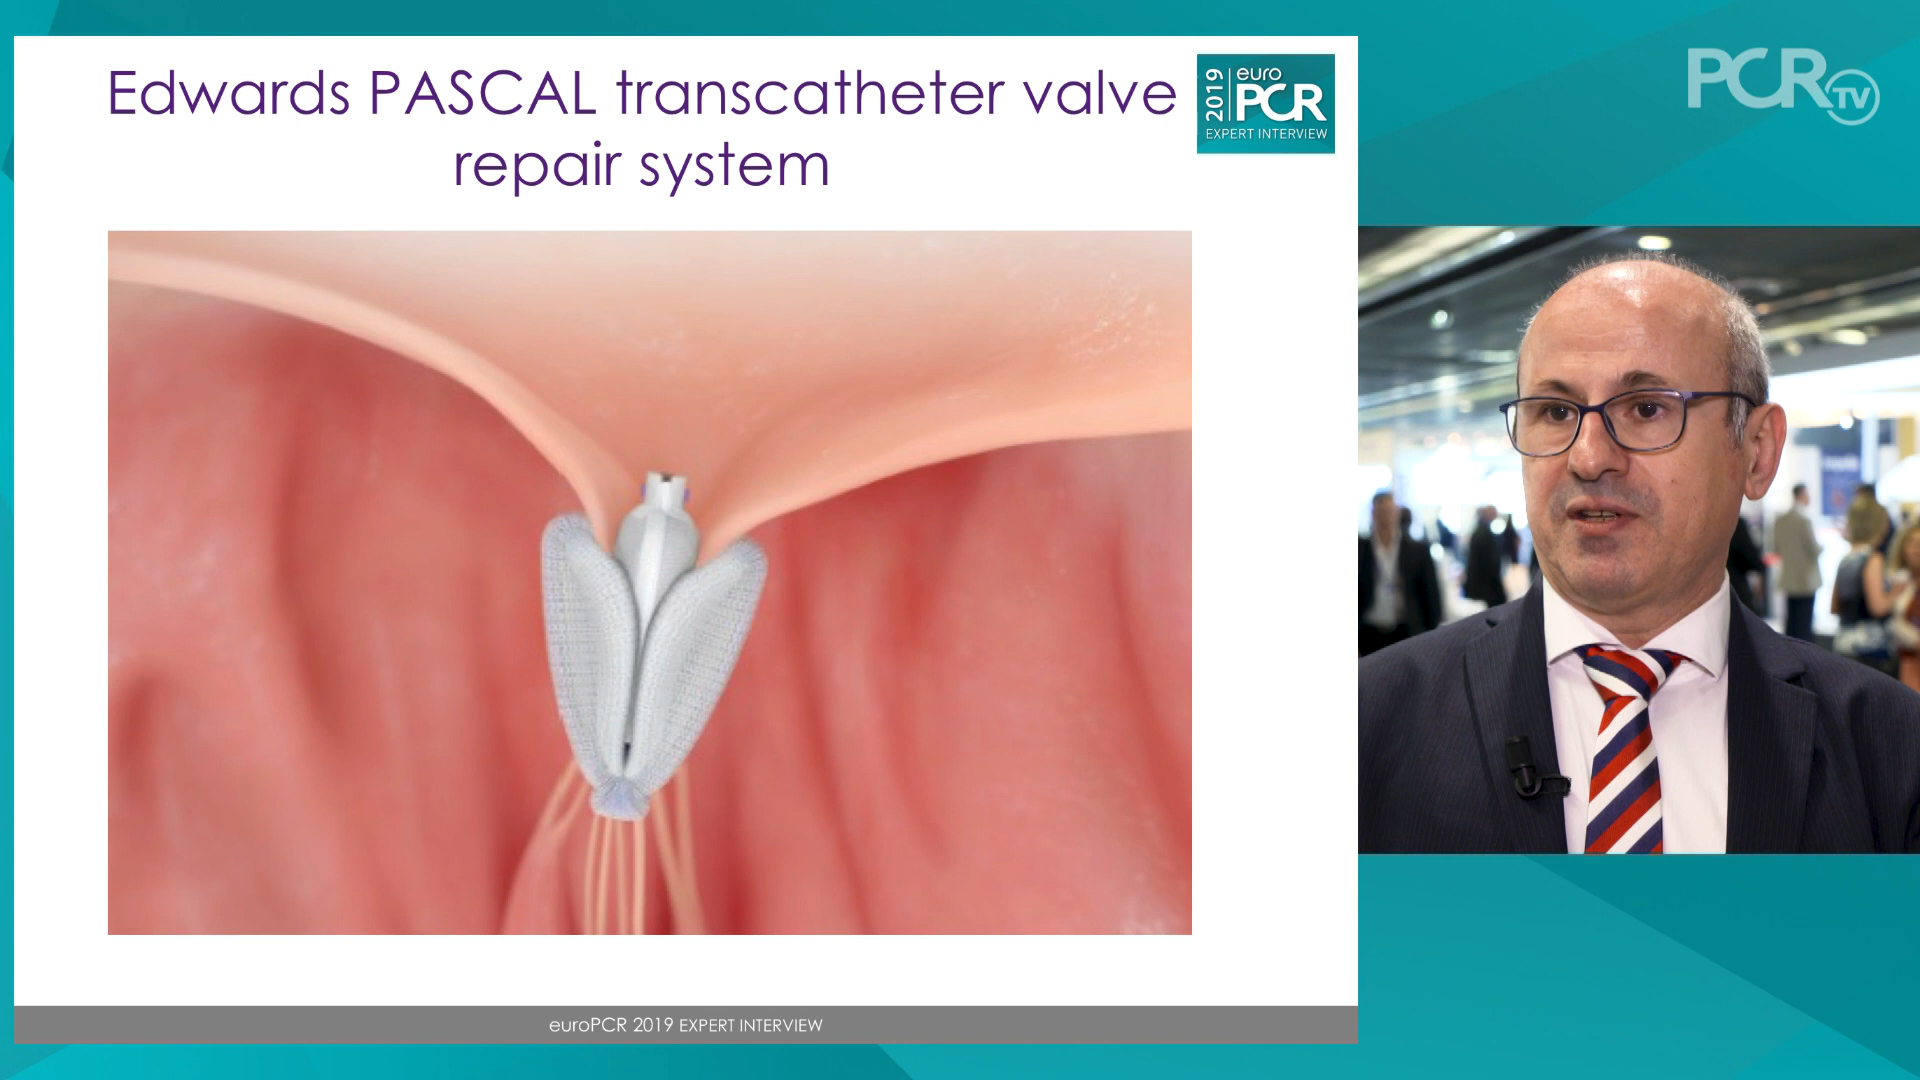 Edwards PASCAL transcatheter valve
repair system
2019
euro
PCR
EXPERT INTERVIEW
PCR TV
euroPCR 2019 EXPERT INTERVIEW